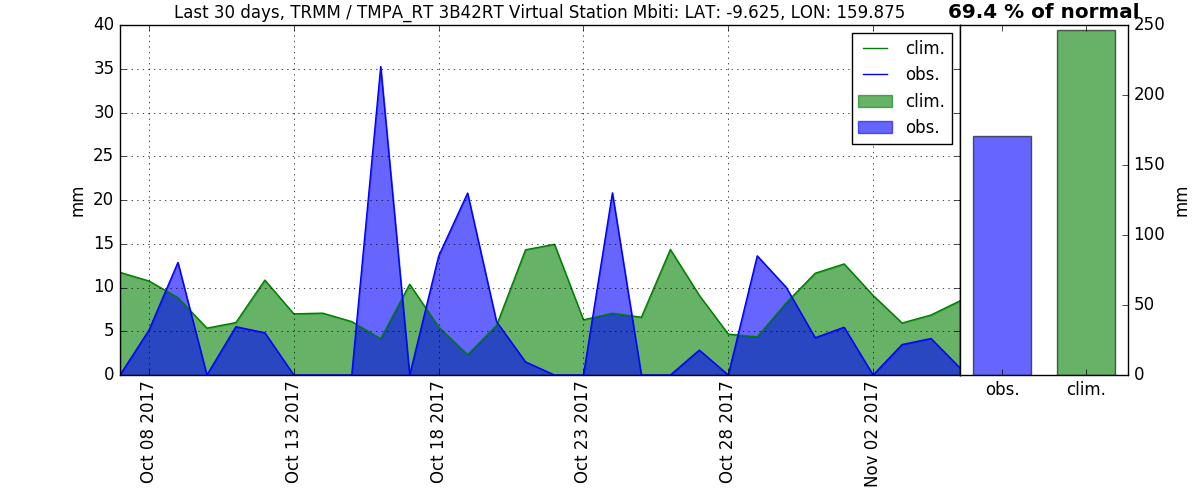 Last 30 days, TRMM / TMPA_RT 3B42RT Virtual Station Mbiti: LAT: -9.625, LON: 159.875
69.4 % of normal
40
35
30
25
20
15
10
5
0
mm
clim.
obs.
clim.
obs.
250
200
150
100
50
0
mm
obs.
clim.
Oct 08 2017
Oct 13 2017
Oct 18 2017
Oct 23 2017
Oct 28 2017
Nov 02 2017